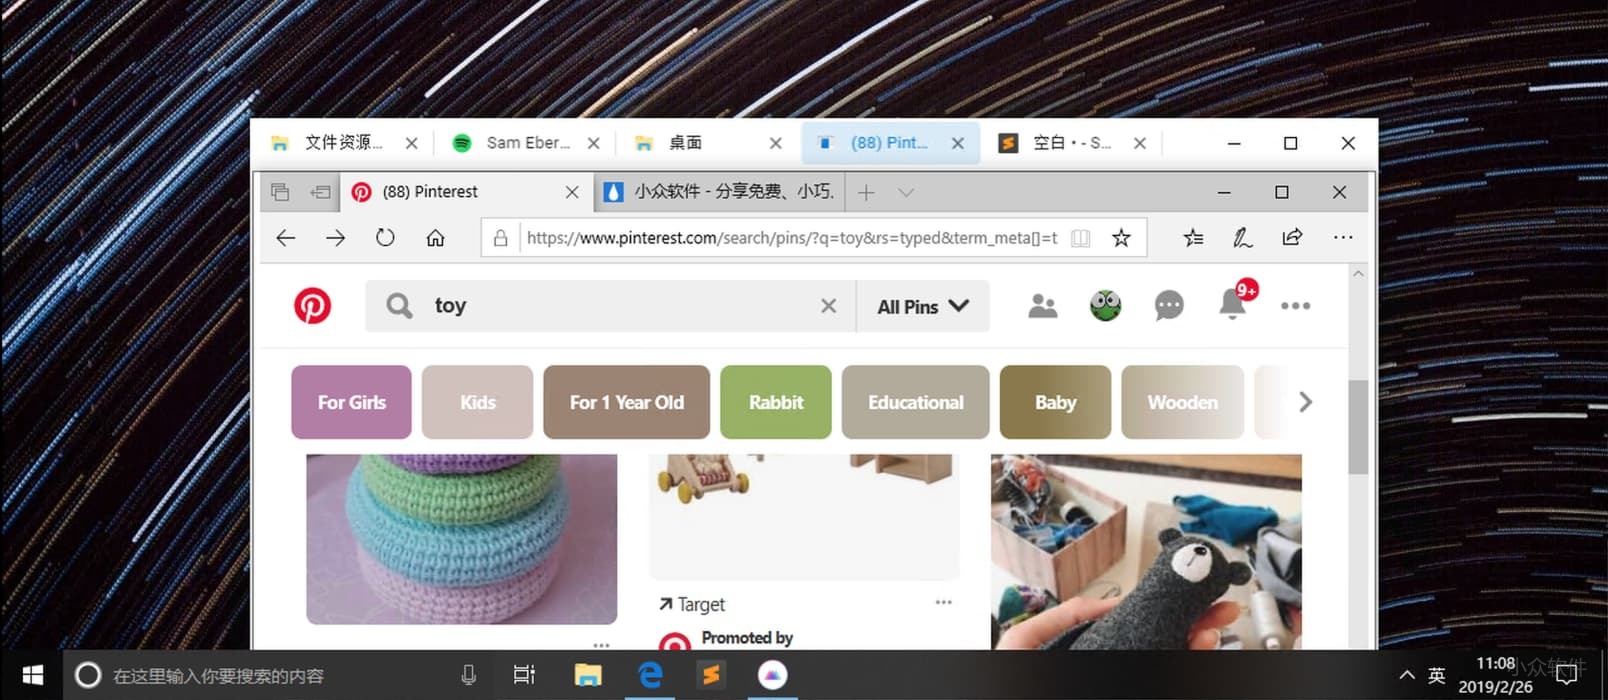 文件资源...
Sam Eber...
桌面
(88) Pint...
空白 • - S...
(88) Pinterest
小众软件 - 分享免费、小巧.
https://www.pinterest.com/search/pins/?q=toy&rs=typed&term_meta[]=t
toy
All Pins
9+
For Girls
Kids
For 1 Year Old
Rabbit
Educational
Baby
Wooden
Target
Promoted by
在这里输入你要搜索的内容
英
11:08
小众软件
2019/2/26